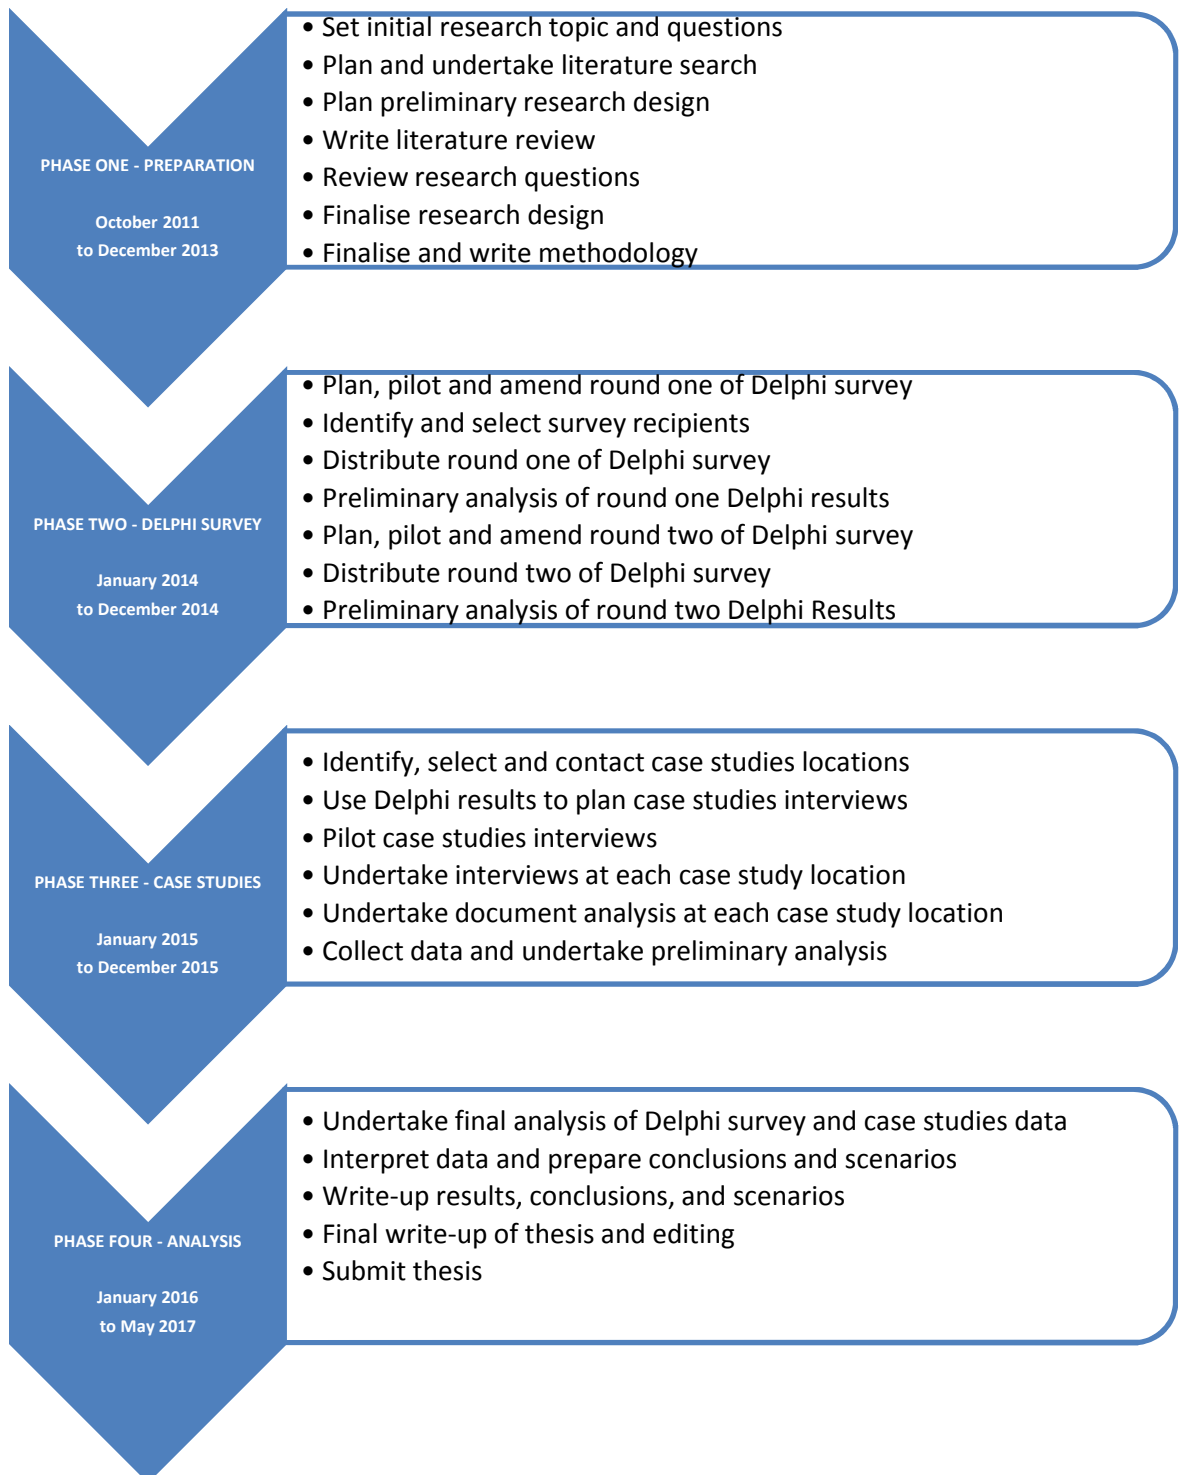 PHASE ONE - PREPARATION
October 2011
to December 2013
• Set initial research topic and questions
• Plan and undertake literature search
• Plan preliminary research design
• Write literature review
• Review research questions
• Finalise research design
• Finalise and write methodology
PHASE TWO - DELPHI SURVEY
January 2014
to December 2014
• Plan, pilot and amend round one of Delphi survey
• Identify and select survey recipients
• Distribute round one of Delphi survey
• Preliminary analysis of round one Delphi results
• Plan, pilot and amend round two of Delphi survey
• Distribute round two of Delphi survey
• Preliminary analysis of round two Delphi Results
PHASE THREE - CASE STUDIES
January 2015
to December 2015
• Identify, select and contact case studies locations
• Use Delphi results to plan case studies interviews
• Pilot case studies interviews
• Undertake interviews at each case study location
• Undertake document analysis at each case study location
• Collect data and undertake preliminary analysis
PHASE FOUR - ANALYSIS
January 2016
to May 2017
• Undertake final analysis of Delphi survey and case studies data
• Interpret data and prepare conclusions and scenarios
• Write-up results, conclusions, and scenarios
• Final write-up of thesis and editing
• Submit thesis